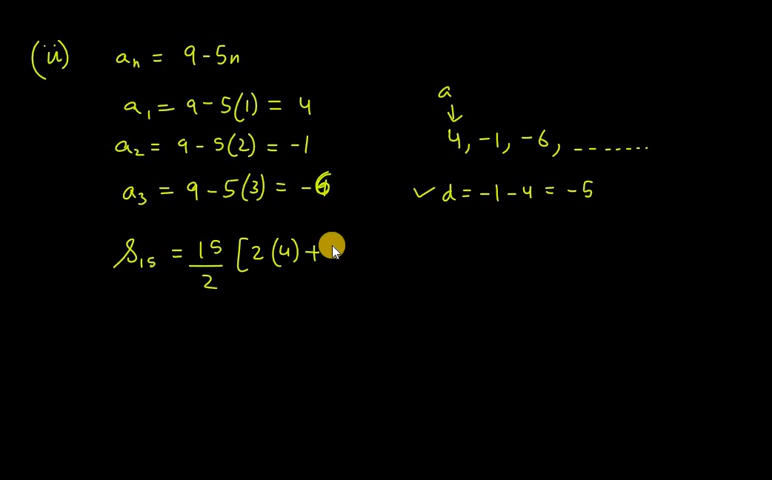 (ii) aₙ = 9 - 5n
a₁ = 9 - 5(1) = 4
a₂ = 9 - 5(2) = -1
a₃ = 9 - 5(3) = -6
S₁₅ = 15/2 [2(4) +
a
↓
4, -1, -6, -------
✓ d = -1 - 4 = -5